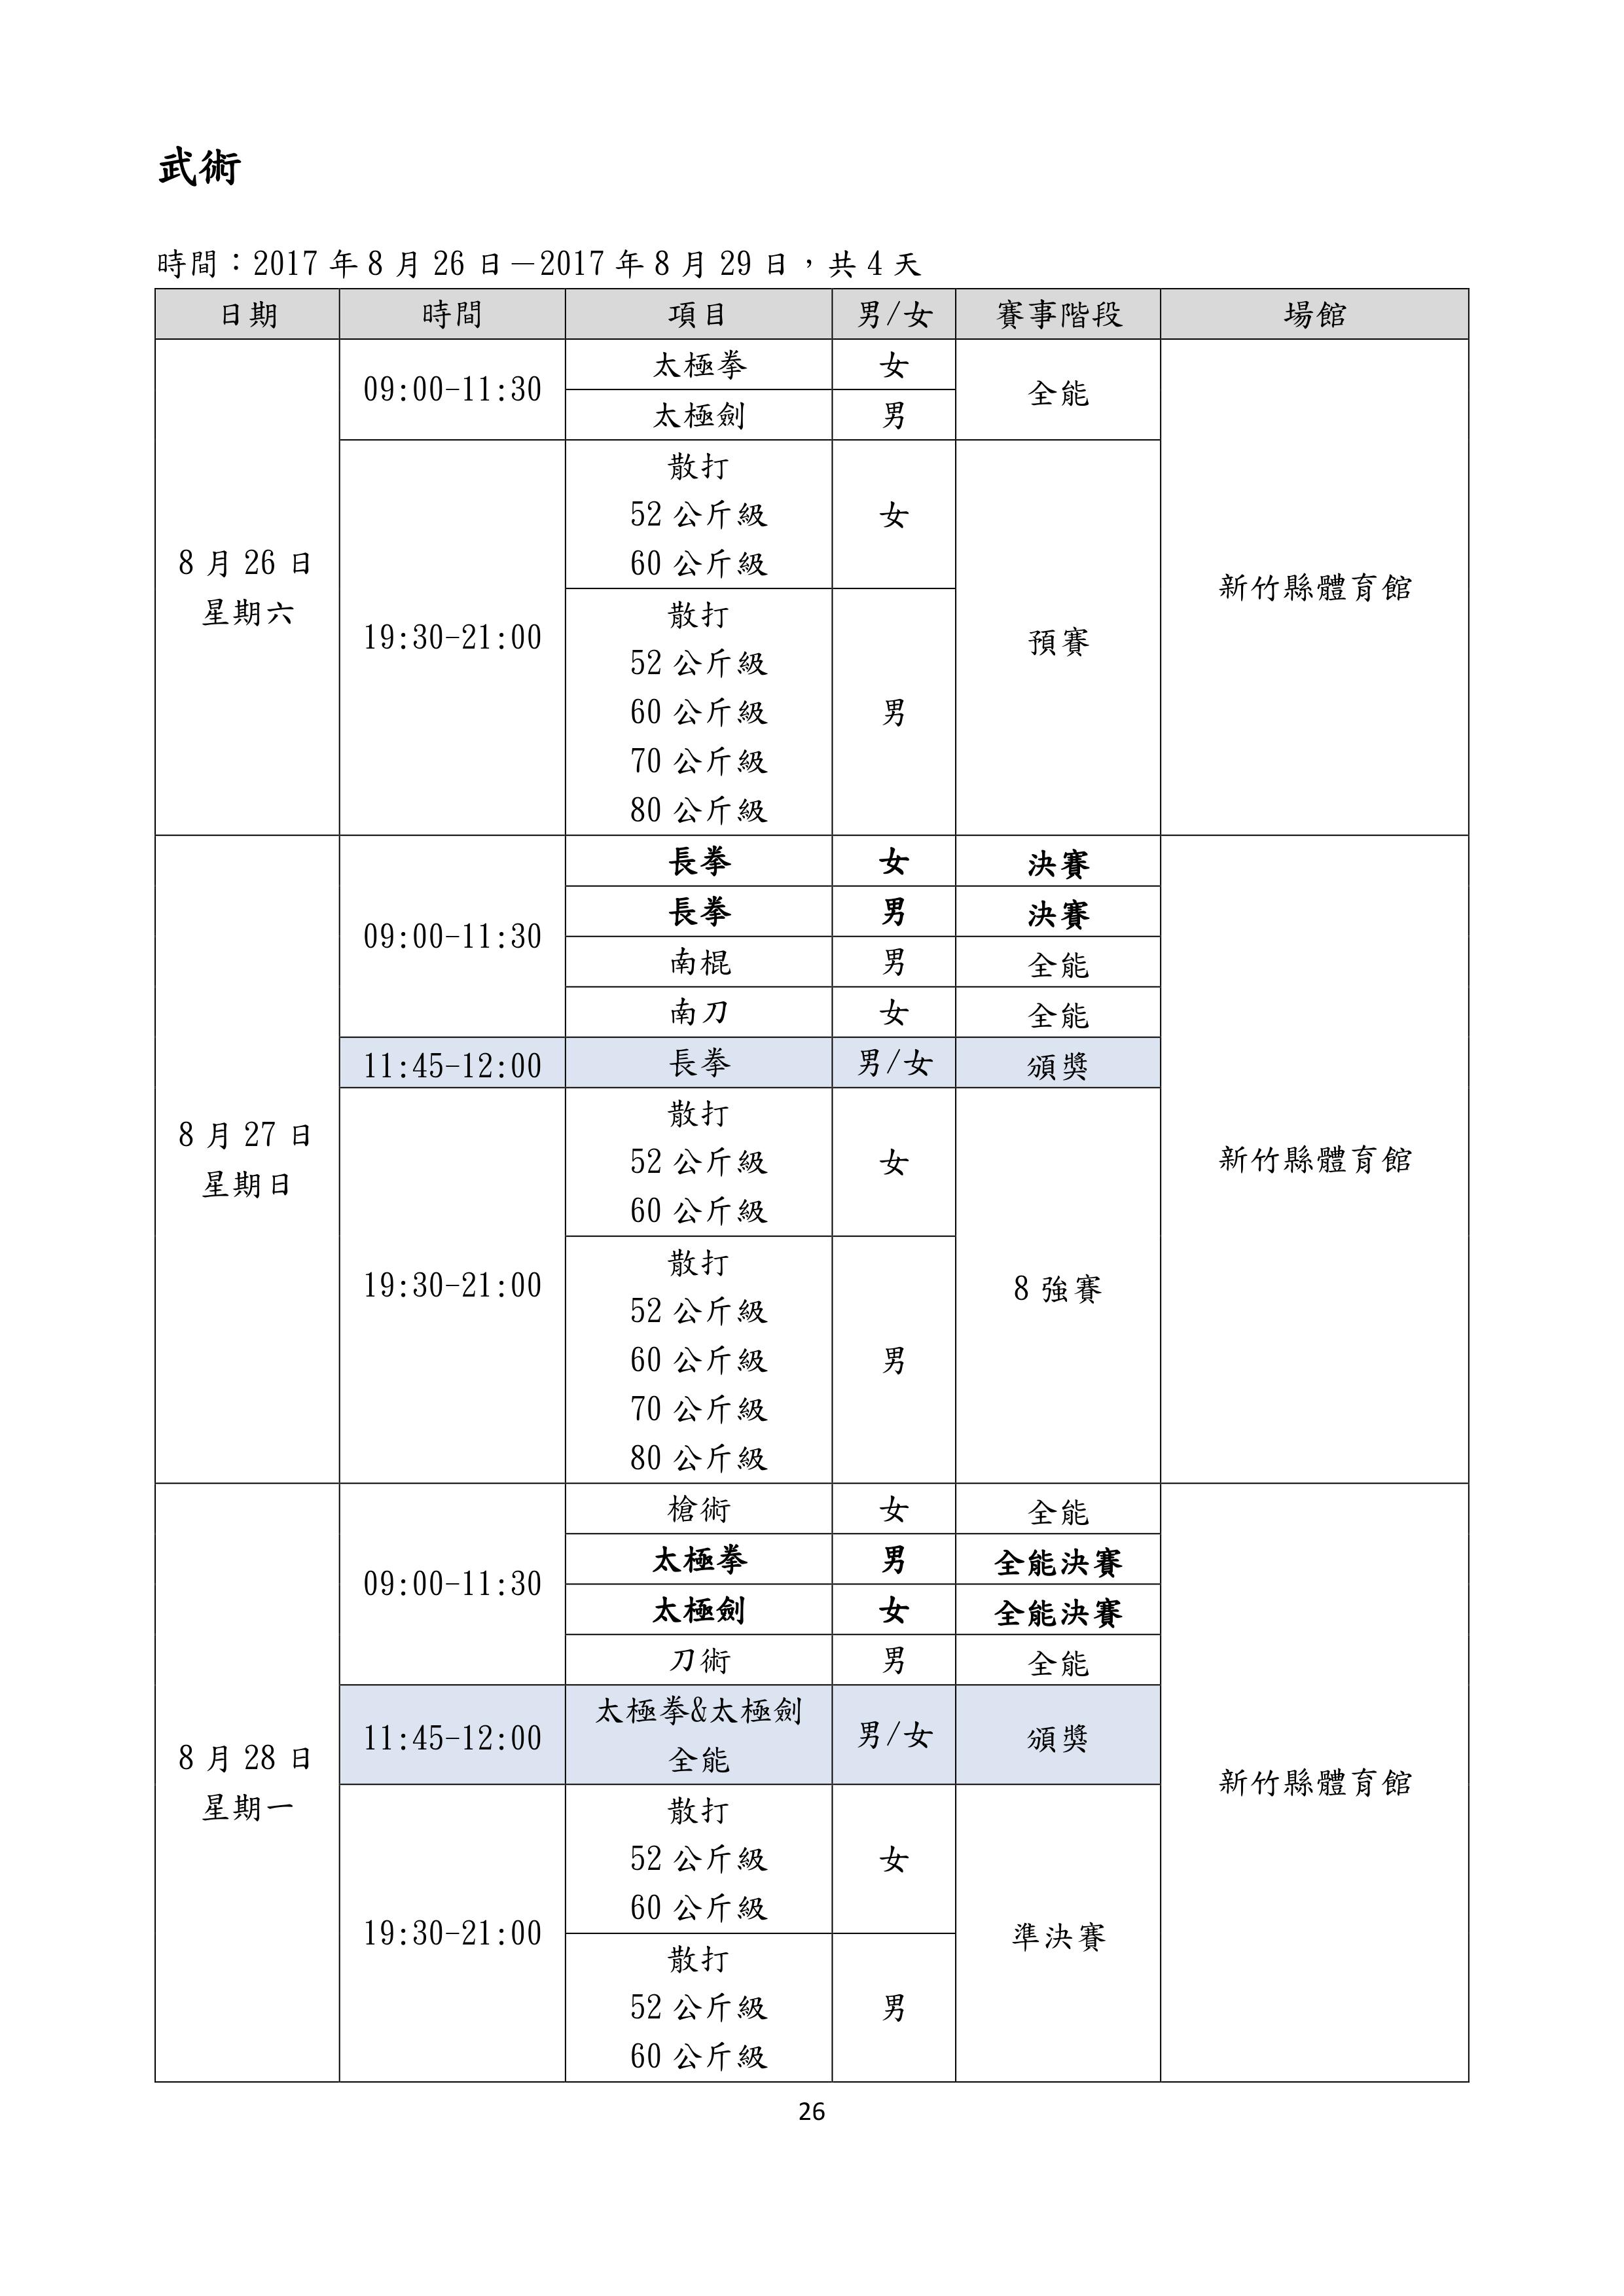 武術
時間：2017 年 8 月 26 日－2017 年 8 月 29 日，共 4 天
日期 時間 項目 男/女 賽事階段 場館
8 月 26 日
星期六
09:00-11:30
太極拳 女
全能
太極劍 男
19:30-21:00
散打
52 公斤級
60 公斤級
女
散打
52 公斤級
60 公斤級
70 公斤級
80 公斤級
男
預賽
新竹縣體育館
8 月 27 日
星期日
09:00-11:30
長拳 女 決賽
長拳 男 決賽
南棍 男 全能
南刀 女 全能
11:45-12:00 長拳 男/女 頒獎
19:30-21:00
散打
52 公斤級
60 公斤級
女
散打
52 公斤級
60 公斤級
70 公斤級
80 公斤級
男
8 強賽
新竹縣體育館
8 月 28 日
星期一
09:00-11:30
槍術 女 全能
太極拳 男 全能決賽
太極劍 女 全能決賽
刀術 男 全能
11:45-12:00
太極拳&太極劍
全能
男/女 頒獎
19:30-21:00
散打
52 公斤級
60 公斤級
女
散打
52 公斤級
60 公斤級
男
準決賽
新竹縣體育館
26